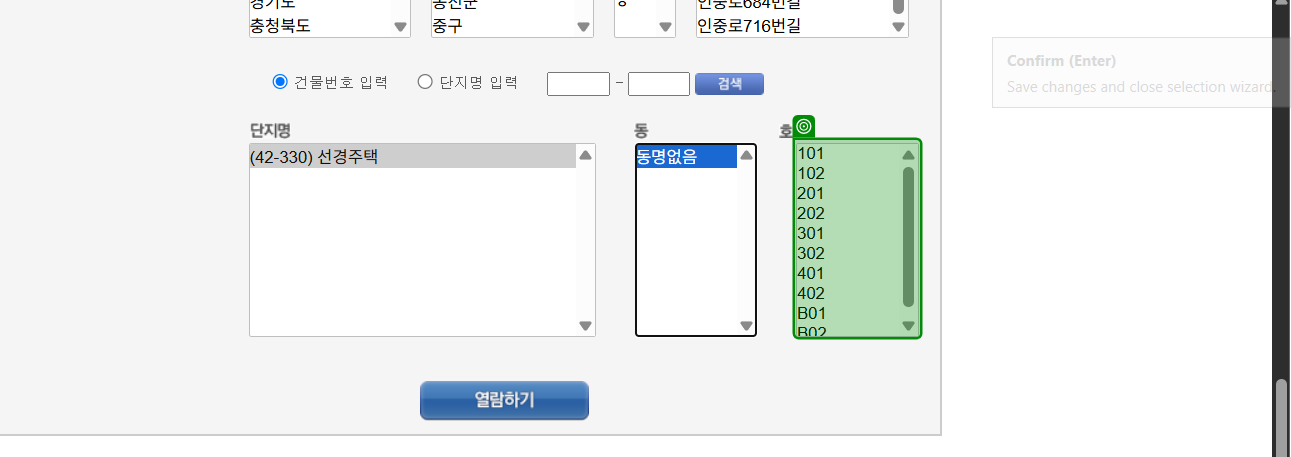 경기도
충청북도
옹진군
중구
ㅎ
인중로684번길
인중로716번길
Confirm (Enter)
Save changes and close selection wizard.
건물번호 입력
단지명 입력
-
검색
단지명
동
호
(42-330) 선경주택
동명없음
101
102
201
202
301
302
401
402
B01
B02
열람하기